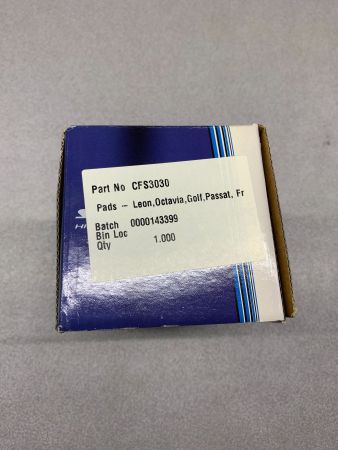 Part No CFS3030
Pads - Leon,Octavia,Golf,Passat, Fr
Batch 0000143399
Bin Loc
Qty 1.000